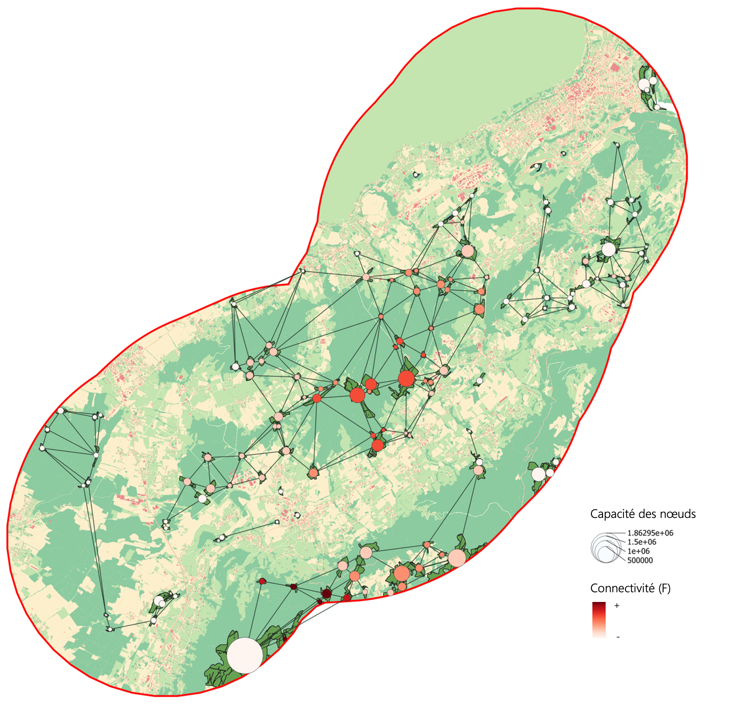 Capacité des nœuds
1.86295e+06
1.5e+06
1e+06
500000
Connectivité (F)
+
-